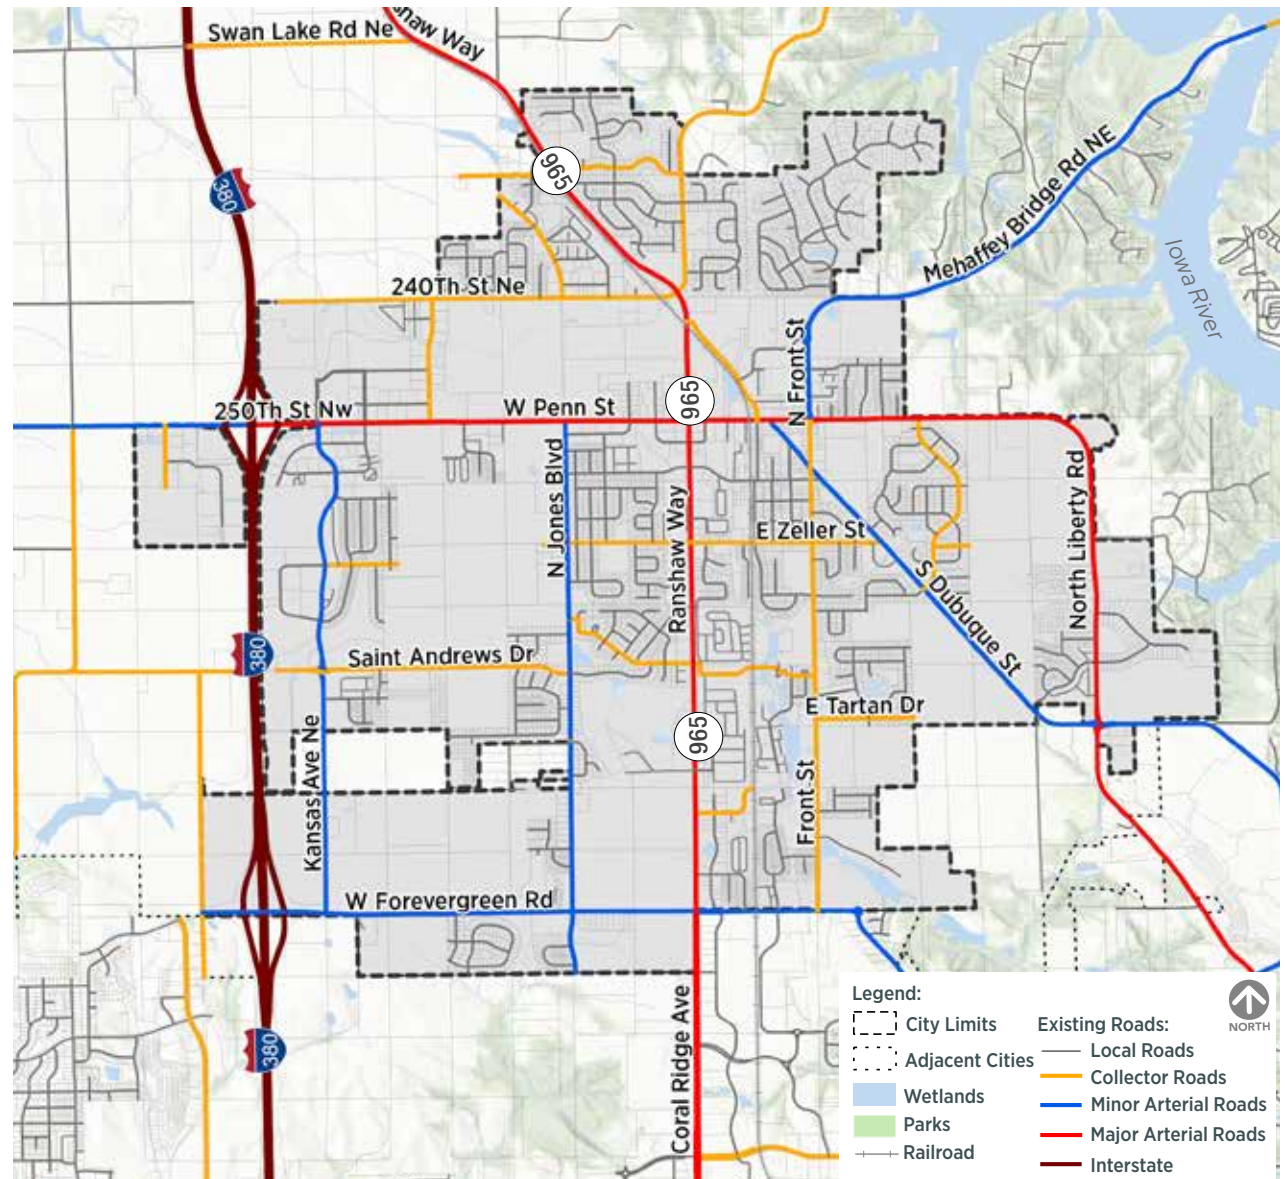 Swan Lake Rd Ne
shaw Way
380
965
Mehaffey Bridge Rd NE
Iowa River
240Th St Ne
N Front St
965
250Th St Nw
W Penn St
N Jones Blvd
Ranshaw Way
E Zeller St
North Liberty Rd
S Dubuque St
380
Saint Andrews Dr
E Tartan Dr
965
Kansas Ave Ne
Front St
W Forevergreen Rd
380
Coral Ridge Ave
Legend:
City Limits
Adjacent Cities
Wetlands
Parks
Railroad
NORTH
Existing Roads:
Local Roads
Collector Roads
Minor Arterial Roads
Major Arterial Roads
Interstate